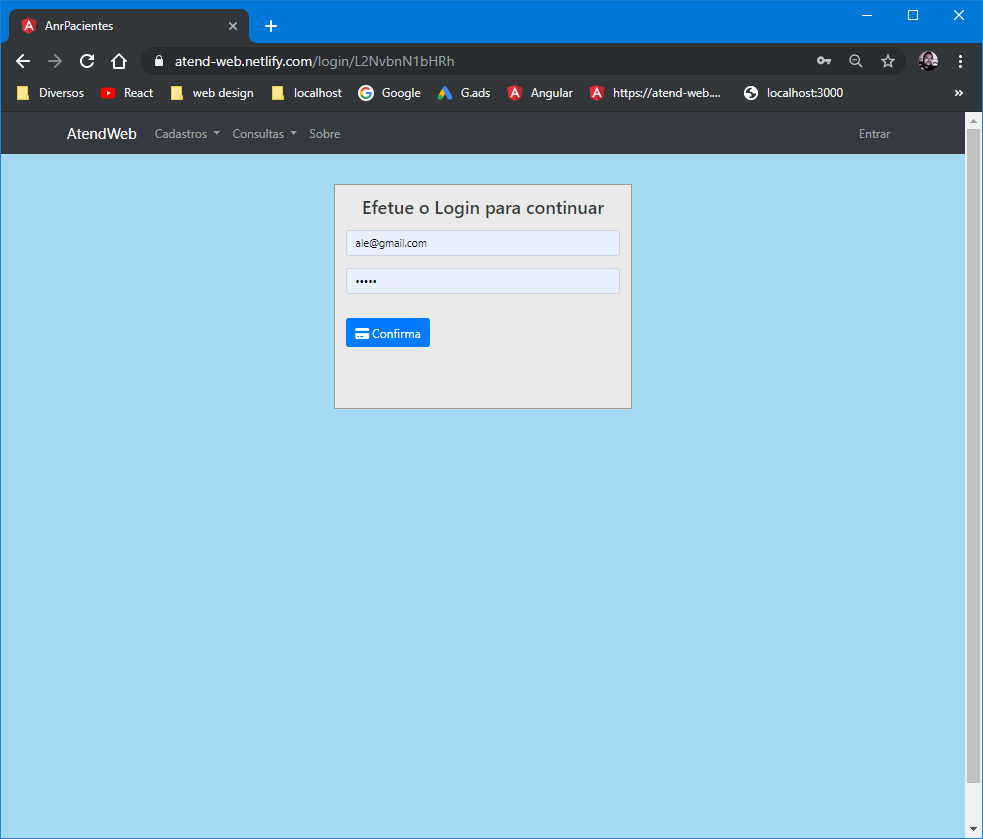 AnrPacientes
atend-web.netlify.com/login/L2NvbnN1bHRh
Diversos React web design localhost Google G.ads Angular https://atend-web.... localhost:3000 »
AtendWeb Cadastros Consultas Sobre Entrar
Efetue o Login para continuar
ale@gmail.com
•••••
Confirma